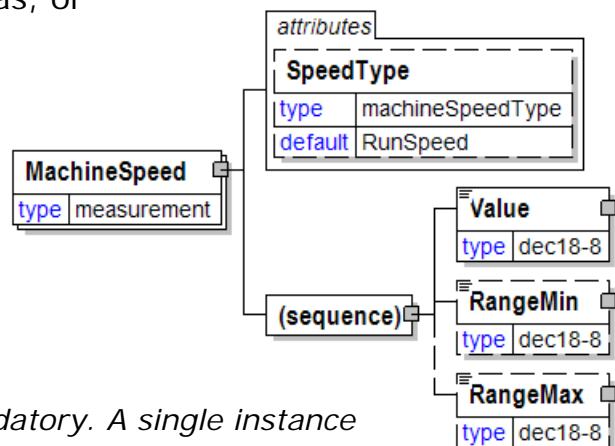 as, or
attributes
SpeedType
type machineSpeedType
default RunSpeed
MachineSpeed
type measurement
Value
type dec18-8
(sequence)
RangeMin
type dec18-8
RangeMax
type dec18-8
datory. A single instance